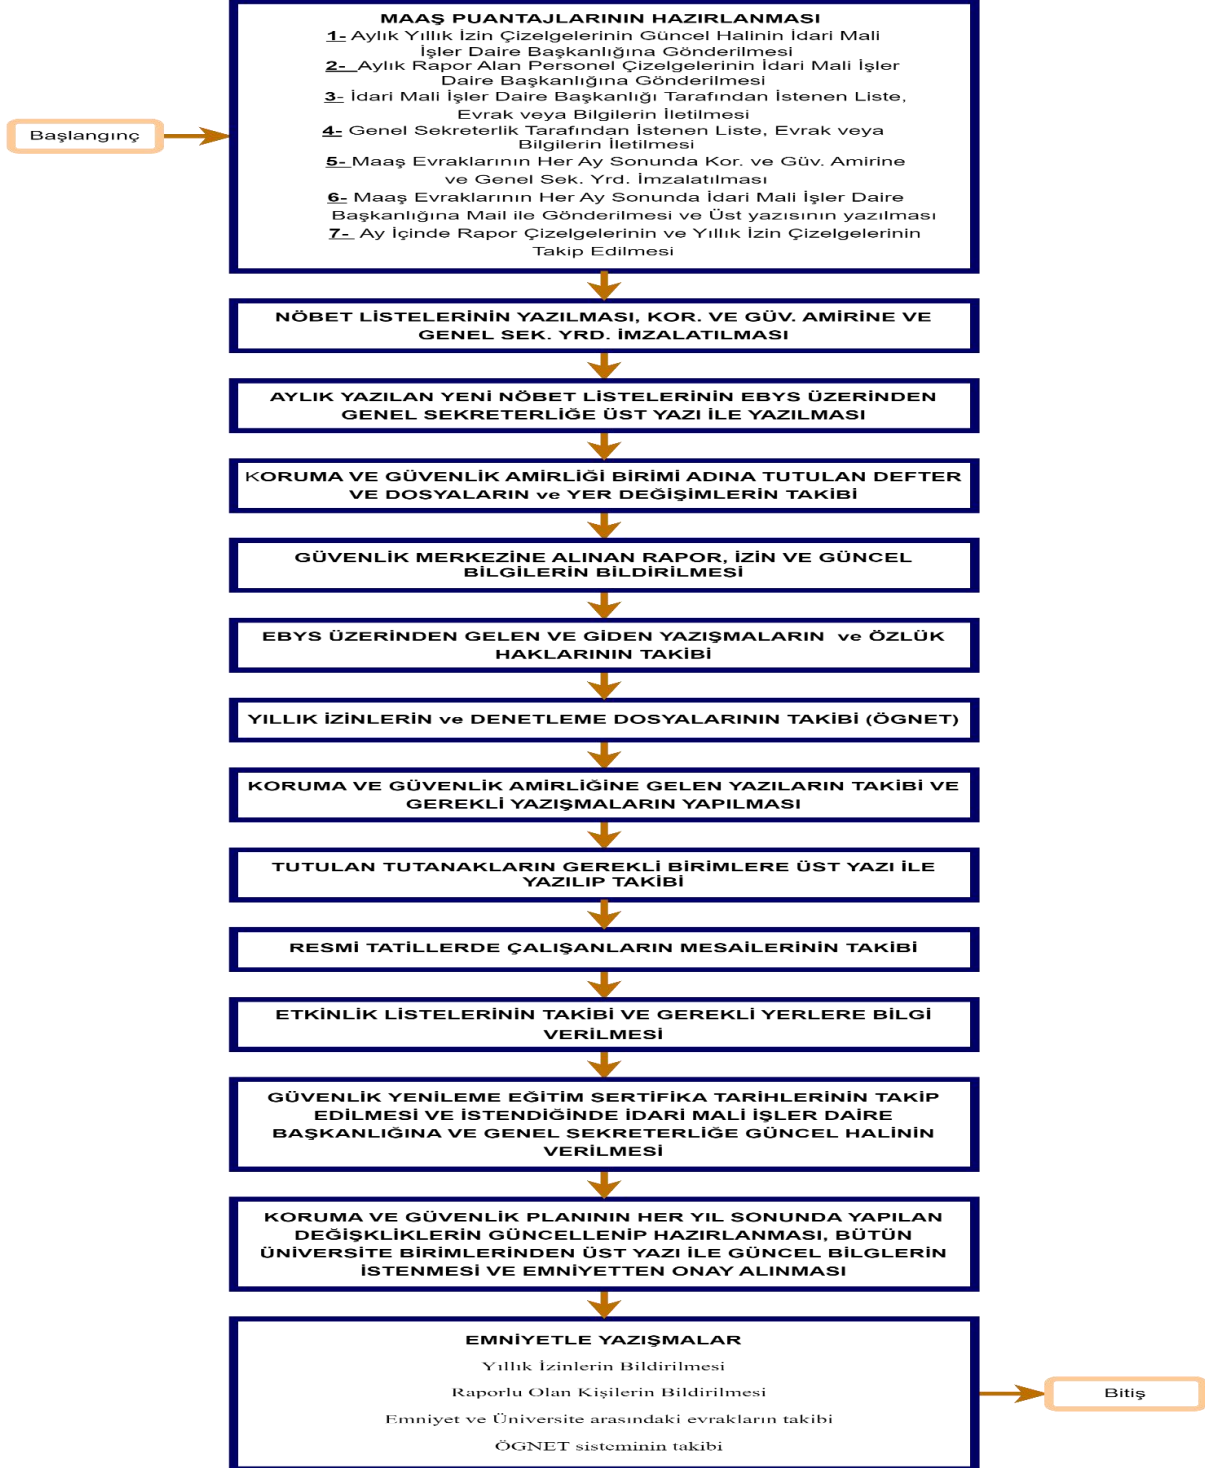 MAAŞ PUANTAJLARININ HAZIRLANMASI
1- Aylık Yıllık İzin Çizelgelerinin Güncel Halinin İdari Mali
İşler Daire Başkanlığına Gönderilmesi
2- Aylık Rapor Alan Personel Çizelgelerinin İdari Mali İşler
Daire Başkanlığına Gönderilmesi
3- İdari Mali İşler Daire Başkanlığı Tarafından İstenen Liste,
Evrak veya Bilgilerin İletilmesi
4- Genel Sekreterlik Tarafından İstenen Liste, Evrak veya
Bilgilerin İletilmesi
5- Maaş Evraklarının Her Ay Sonunda Kor. ve Güv. Amirine
ve Genel Sek. Yrd. İmzalatılması
6- Maaş Evraklarının Her Ay Sonunda İdari Mali İşler Daire
Başkanlığına Mail ile Gönderilmesi ve Üst yazısının yazılması
7- Ay İçinde Rapor Çizelgelerinin ve Yıllık İzin Çizelgelerinin
Takip Edilmesi
Başlangınç
NÖBET LİSTELERİNİN YAZILMASI, KOR. VE GÜV. AMİRİNE VE
GENEL SEK. YRD. İMZALATILMASI
AYLIK YAZILAN YENİ NÖBET LİSTELERİNİN EBYS ÜZERİNDEN
GENEL SEKRETERLİĞE ÜST YAZI İLE YAZILMASI
KORUMA VE GÜVENLİK AMİRLİĞİ BİRİMİ ADINA TUTULAN DEFTER
VE DOSYALARIN ve YER DEĞİŞİMLERİN TAKİBİ
GÜVENLİK MERKEZİNE ALINAN RAPOR, İZİN VE GÜNCEL
BİLGİLERİN BİLDİRİLMESİ
EBYS ÜZERİNDEN GELEN VE GİDEN YAZIŞMALARIN ve ÖZLÜK
HAKLARININ TAKİBİ
YILLIK İZİNLERİN ve DENETLEME DOSYALARININ TAKİBİ (ÖGNET)
KORUMA VE GÜVENLİK AMİRLİĞİNE GELEN YAZILARIN TAKİBİ VE
GEREKLİ YAZIŞMALARIN YAPILMASI
TUTULAN TUTANAKLARIN GEREKLİ BİRİMLERE ÜST YAZI İLE
YAZILIP TAKİBİ
RESMİ TATİLLERDE ÇALIŞANLARIN MESAİLERİNİN TAKİBİ
ETKİNLİK LİSTELERİNİN TAKİBİ VE GEREKLİ YERLERE BİLGİ
VERİLMESİ
GÜVENLİK YENİLEME EĞİTİM SERTİFİKA TARİHLERİNİN TAKİP
EDİLMESİ VE İSTENDİĞİNDE İDARİ MALİ İŞLER DAİRE
BAŞKANLIĞINA VE GENEL SEKRETERLİĞE GÜNCEL HALİNİN
VERİLMESİ
KORUMA VE GÜVENLİK PLANININ HER YIL SONUNDA YAPILAN
DEĞİŞKLİKLERİN GÜNCELLENİP HAZIRLANMASI, BÜTÜN
ÜNİVERSİTE BİRİMLERİNDEN ÜST YAZI İLE GÜNCEL BİLGLERİN
İSTENMESİ VE EMNİYETTEN ONAY ALINMASI
EMNİYETLE YAZIŞMALAR
Yıllık İzinlerin Bildirilmesi
Raporlu Olan Kişilerin Bildirilmesi
Emniyet ve Üniversite arasındaki evrakların takibi
ÖGNET sisteminin takibi
Bitiş